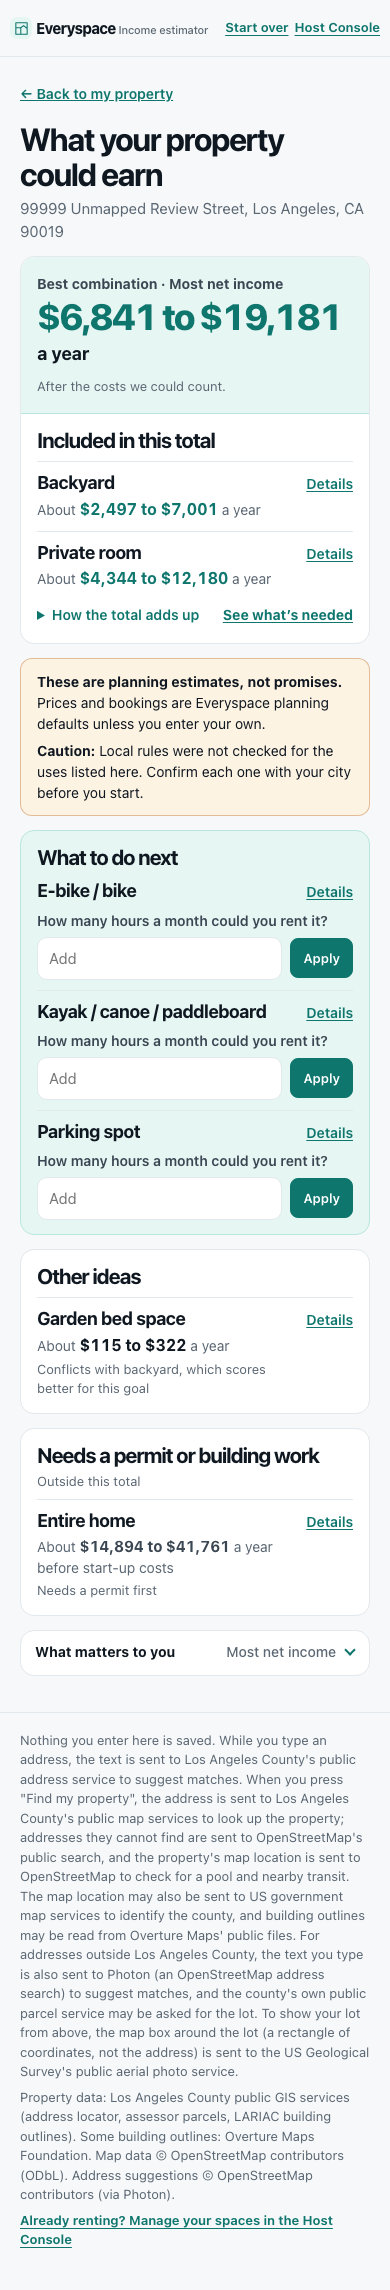 Everyspace Income estimator Start over Host Console
← Back to my property
What your property
could earn
99999 Unmapped Review Street, Los Angeles, CA
90019
Best combination · Most net income
$6,841 to $19,181
a year
After the costs we could count.
Included in this total
Backyard Details
About $2,497 to $7,001 a year
Private room Details
About $4,344 to $12,180 a year
How the total adds up See what’s needed
These are planning estimates, not promises.
Prices and bookings are Everyspace planning
defaults unless you enter your own.
Caution: Local rules were not checked for the
uses listed here. Confirm each one with your city
before you start.
What to do next
E-bike / bike Details
How many hours a month could you rent it?
Add Apply
Kayak / canoe / paddleboard Details
How many hours a month could you rent it?
Add Apply
Parking spot Details
How many hours a month could you rent it?
Add Apply
Other ideas
Garden bed space Details
About $115 to $322 a year
Conflicts with backyard, which scores
better for this goal
Needs a permit or building work
Outside this total
Entire home Details
About $14,894 to $41,761 a year
before start-up costs
Needs a permit first
What matters to you Most net income
Nothing you enter here is saved. While you type an
address, the text is sent to Los Angeles County's public
address service to suggest matches. When you press
"Find my property", the address is sent to Los Angeles
County's public map services to look up the property;
addresses they cannot find are sent to OpenStreetMap's
public search, and the property's map location is sent to
OpenStreetMap to check for a pool and nearby transit.
The map location may also be sent to US government
map services to identify the county, and building outlines
may be read from Overture Maps' public files. For
addresses outside Los Angeles County, the text you type
is also sent to Photon (an OpenStreetMap address
search) to suggest matches, and the county's own public
parcel service may be asked for the lot. To show your lot
from above, the map box around the lot (a rectangle of
coordinates, not the address) is sent to the US Geological
Survey's public aerial photo service.
Property data: Los Angeles County public GIS services
(address locator, assessor parcels, LARIAC building
outlines). Some building outlines: Overture Maps
Foundation. Map data © OpenStreetMap contributors
(ODbL). Address suggestions © OpenStreetMap
contributors (via Photon).
Already renting? Manage your spaces in the Host
Console